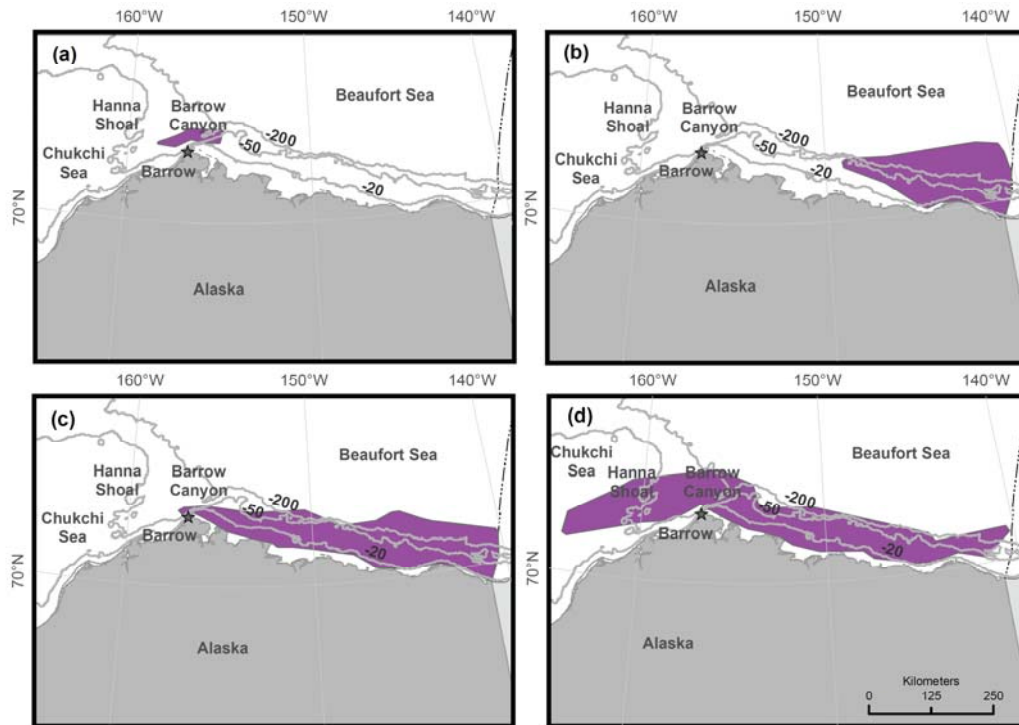 160°W 150°W 140°W
(a)
Hanna
Shoal
Barrow
Canyon
Beaufort Sea
-200
-50
Chukchi
Sea
Barrow
-20
70°N
Alaska
160°W 150°W 140°W
(b)
Hanna
Shoal
Barrow
Canyon
Beaufort Sea
-200
-50
Chukchi
Sea
Barrow
-20
70°N
Alaska
160°W 150°W 140°W
(c)
Hanna
Shoal
Barrow
Canyon
Beaufort Sea
-200
-50
Chukchi
Sea
Barrow
-20
70°N
Alaska
160°W 150°W 140°W
(d)
Chukchi
Sea
Hanna
Shoal
Barrow
Canyon
Beaufort Sea
-200
-50
Barrow
-20
70°N
Alaska
Kilometers
0 125 250